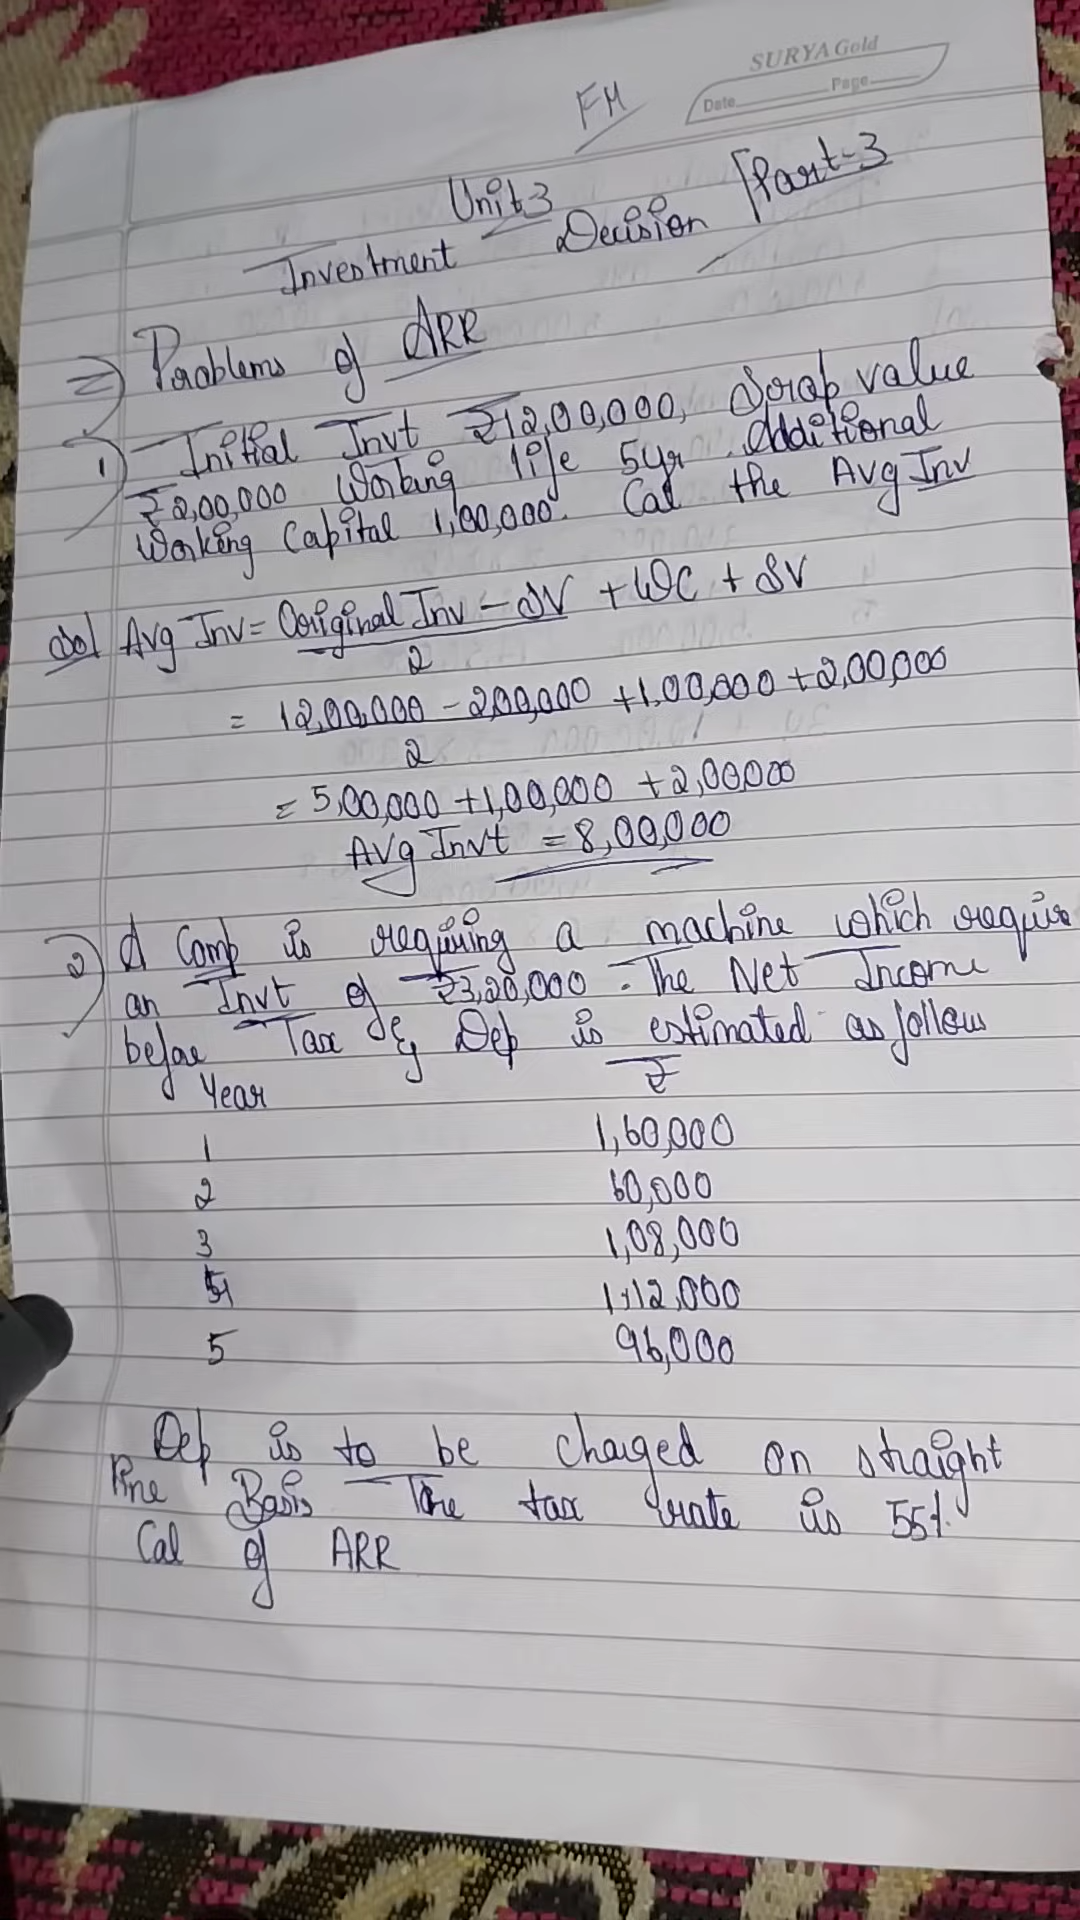 SURYA Gold
Date Page
FM
Unit 3
Investment Decision Part-3
Problems of ARR
1) Initial Invt ₹12,00,000, Scrap value
₹2,00,000 Working life 5yr. Additional
Working Capital 1,00,000. Cal the Avg Inv
Sol Avg Inv = Original Inv - SV + WC + SV
2
= 12,00,000 - 2,00,000 + 1,00,000 + 2,00,000
2
= 5,00,000 + 1,00,000 + 2,00,000
Avg Invt = 8,00,000
2) A Comp is requiring a machine which require
an Invt of ₹3,20,000. The Net Income
before Tax & Dep is estimated as follows
Year ₹
1 1,60,000
2 60,000
3 1,08,000
4 1,12,000
5 96,000
Dep is to be charged on straight
line Basis The tax rate is 55%.
Cal of ARR